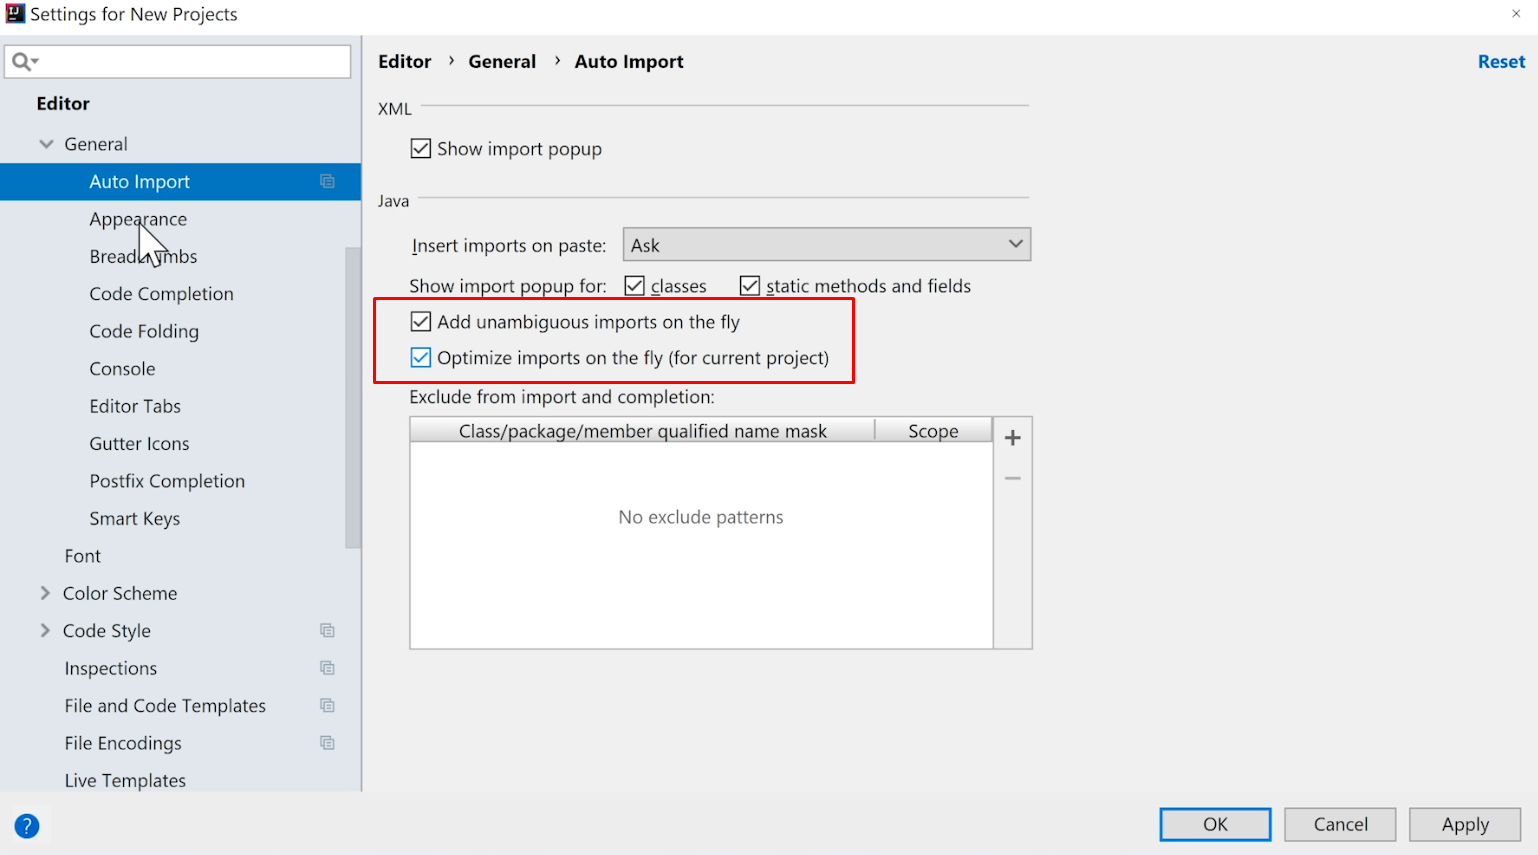 Settings for New Projects
Editor
General
Auto Import
Appearance
Code Completion
Code Folding
Console
Editor Tabs
Gutter Icons
Postfix Completion
Smart Keys
Font
Color Scheme
Code Style
Inspections
File and Code Templates
File Encodings
Live Templates
?
Editor › General › Auto Import
Reset
XML
Show import popup
Java
Insert imports on paste: Ask
Show import popup for: classes static methods and fields
Add unambiguous imports on the fly
Optimize imports on the fly (for current project)
Exclude from import and completion:
Class/package/member qualified name mask Scope
No exclude patterns
OK Cancel Apply